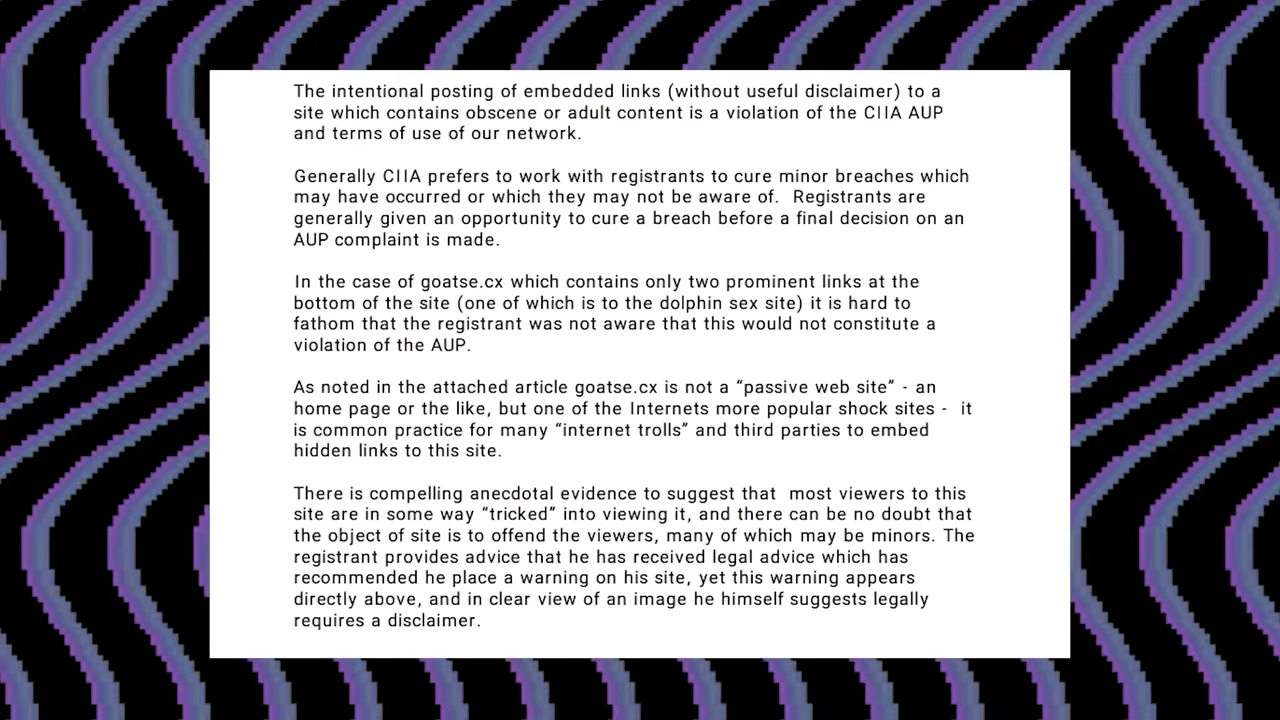 The intentional posting of embedded links (without useful disclaimer) to a
site which contains obscene or adult content is a violation of the CIIA AUP
and terms of use of our network.
Generally CIIA prefers to work with registrants to cure minor breaches which
may have occurred or which they may not be aware of.  Registrants are
generally given an opportunity to cure a breach before a final decision on an
AUP complaint is made.
In the case of goatse.cx which contains only two prominent links at the
bottom of the site (one of which is to the dolphin sex site) it is hard to
fathom that the registrant was not aware that this would not constitute a
violation of the AUP.
As noted in the attached article goatse.cx is not a “passive web site” - an
home page or the like, but one of the Internets more popular shock sites -  it
is common practice for many “internet trolls” and third parties to embed
hidden links to this site.
There is compelling anecdotal evidence to suggest that  most viewers to this
site are in some way “tricked” into viewing it, and there can be no doubt that
the object of site is to offend the viewers, many of which may be minors. The
registrant provides advice that he has received legal advice which has
recommended he place a warning on his site, yet this warning appears
directly above, and in clear view of an image he himself suggests legally
requires a disclaimer.